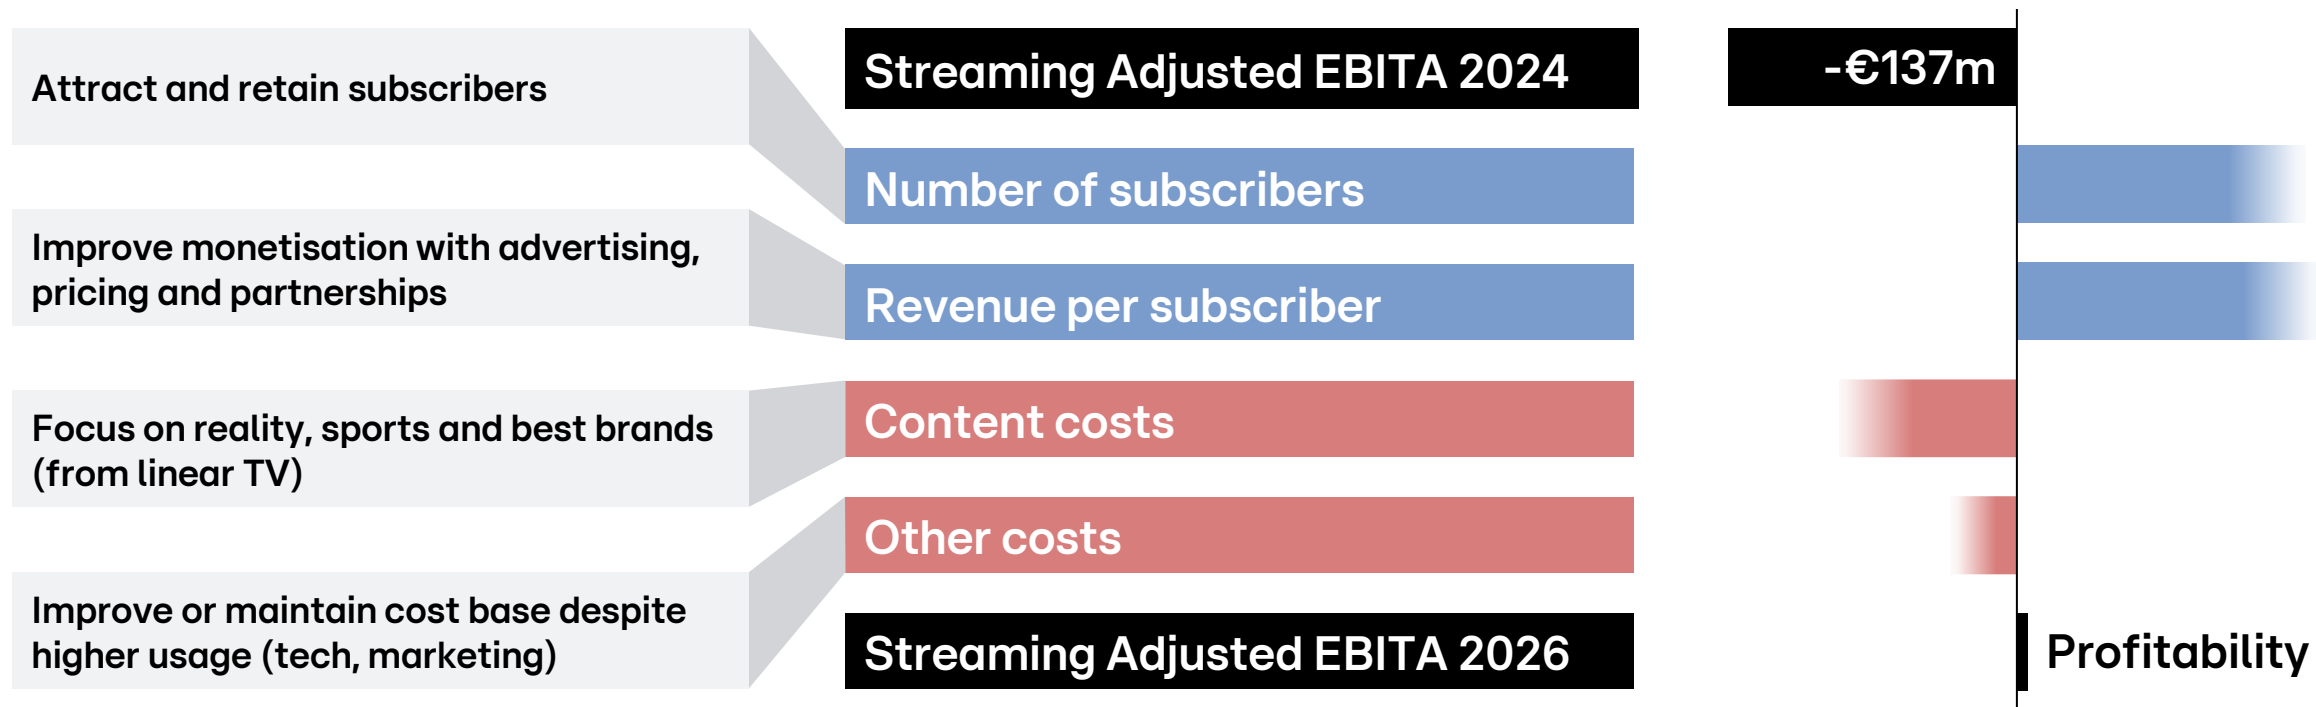 Attract and retain subscribers
Improve monetisation with advertising,
pricing and partnerships
Focus on reality, sports and best brands
(from linear TV)
Improve or maintain cost base despite
higher usage (tech, marketing)
Streaming Adjusted EBITA 2024
Number of subscribers
Revenue per subscriber
Content costs
Other costs
Streaming Adjusted EBITA 2026
-€137m
Profitability